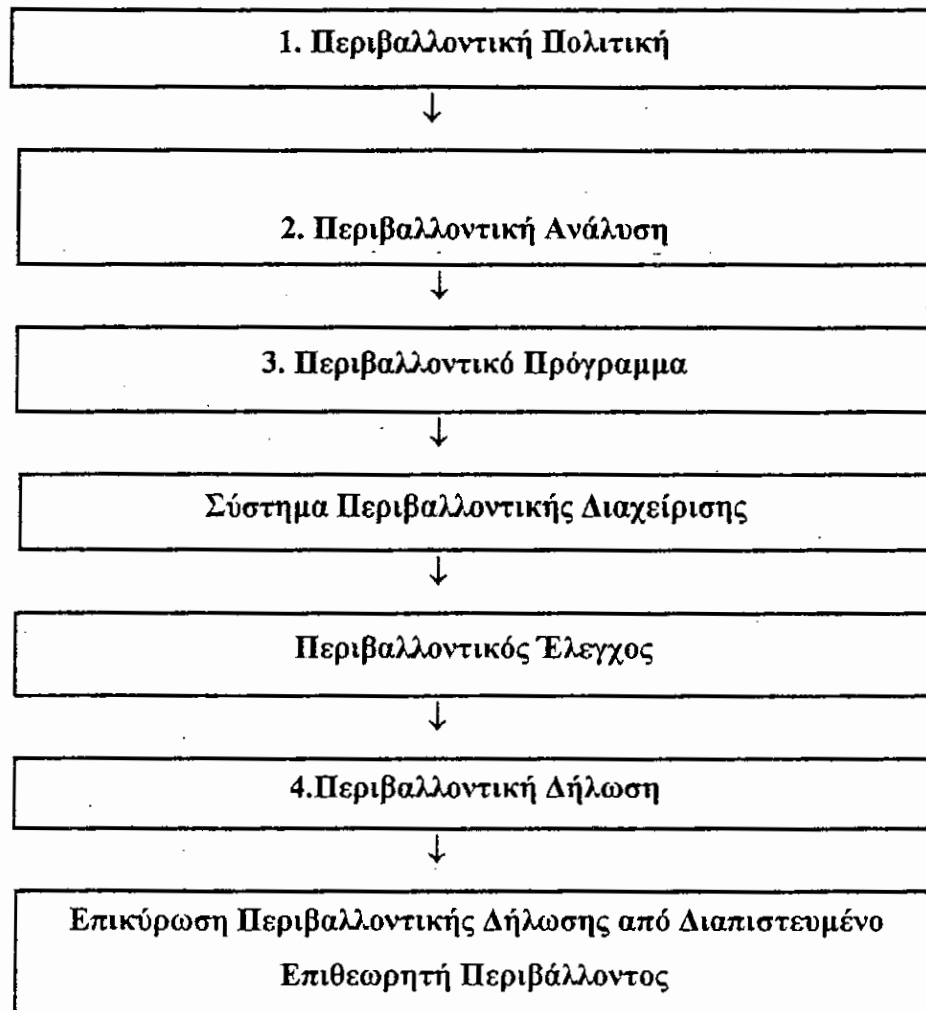 1. Περιβαλλοντική Πολιτική
↓
2. Περιβαλλοντική Ανάλυση
↓
3. Περιβαλλοντικό Πρόγραμμα
↓
Σύστημα Περιβαλλοντικής Διαχείρισης
↓
Περιβαλλοντικός Έλεγχος
↓
4.Περιβαλλοντική Δήλωση
↓
Επικύρωση Περιβαλλοντικής Δήλωσης από Διαπιστευμένο
Επιθεωρητή Περιβάλλοντος